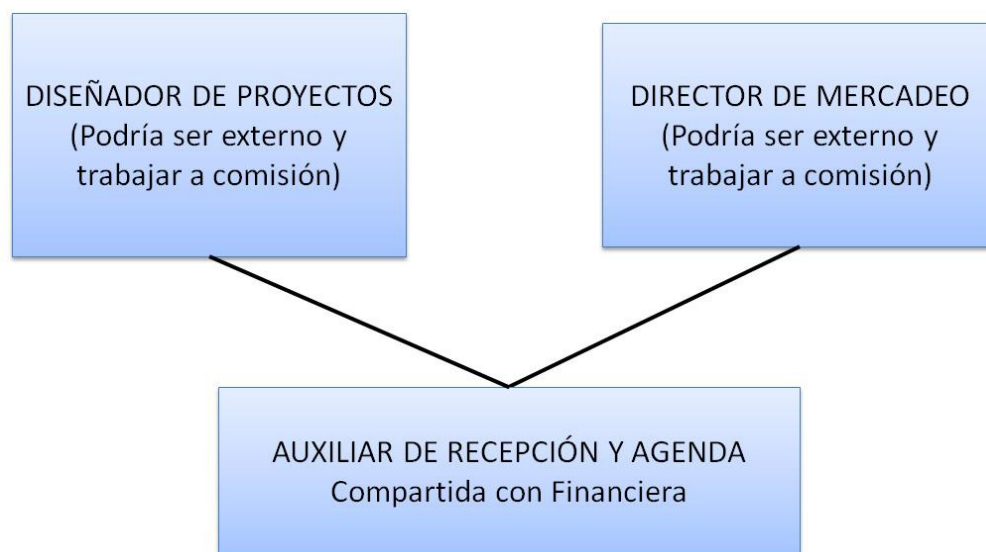 DISEÑADOR DE PROYECTOS
(Podría ser externo y
trabajar a comisión)
DIRECTOR DE MERCADEO
(Podría ser externo y
trabajar a comisión)
AUXILIAR DE RECEPCIÓN Y AGENDA
Compartida con Financiera